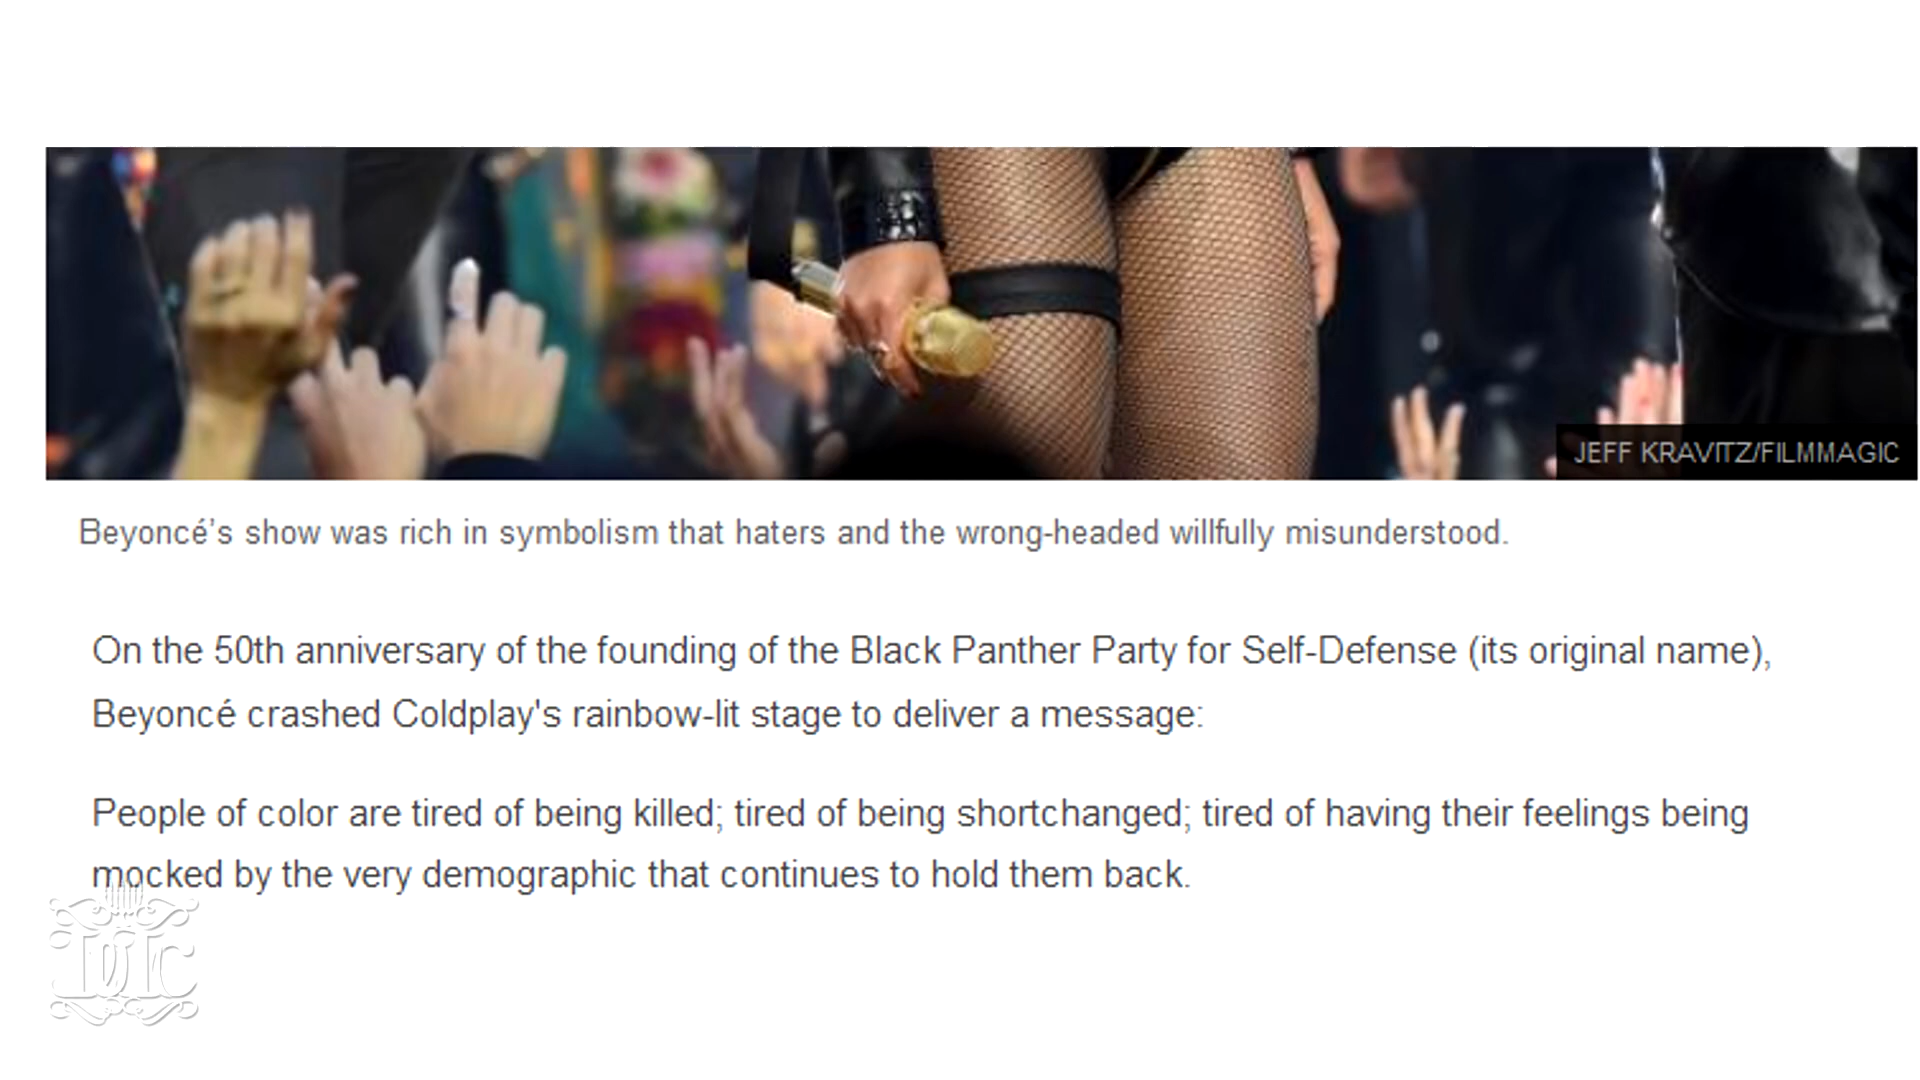 JEFF KRAVITZ/FILMMAGIC
Beyoncé's show was rich in symbolism that haters and the wrong-headed willfully misunderstood.
On the 50th anniversary of the founding of the Black Panther Party for Self-Defense (its original name),
Beyoncé crashed Coldplay's rainbow-lit stage to deliver a message:
People of color are tired of being killed; tired of being shortchanged; tired of having their feelings being
mocked by the very demographic that continues to hold them back.